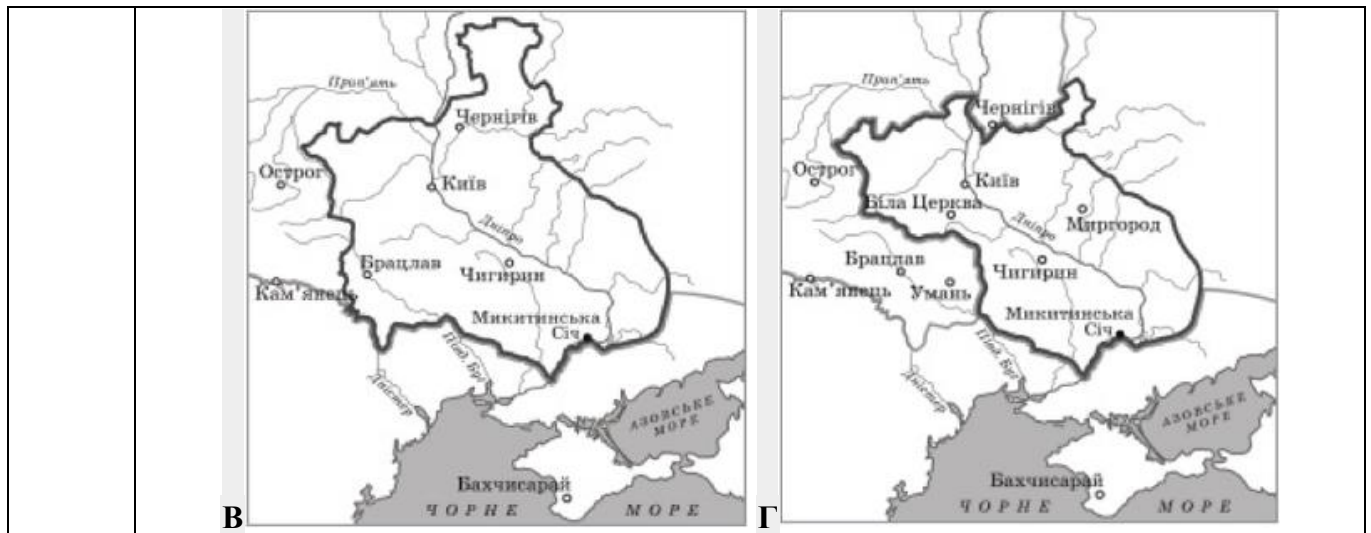 Прип'ять
Чернігів
Острог
Київ
Дніпро
Брацлав
Чигирин
Кам'янець
Микитинська
Січ
Півд. Буг
Дністер
АЗОВСЬКЕ
МОРЕ
Бахчисарай
ЧОРНЕ МОРЕ
В
Прип'ять
Чернігів
Острог
Київ
Біла Церква
Миргород
Дніпро
Брацлав
Чигирин
Кам'янець
Умань
Микитинська
Січ
Півд. Буг
Дністер
АЗОВСЬКЕ
МОРЕ
Бахчисарай
ЧОРНЕ МОРЕ
Г